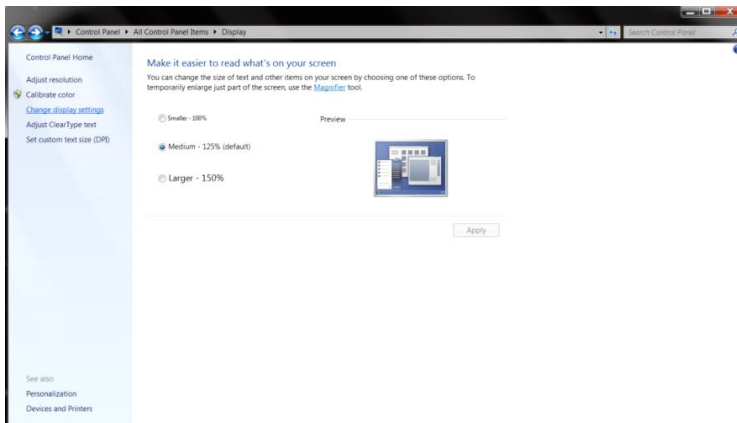 Control Panel ▸ All Control Panel Items ▸ Display
Search Control Panel
Control Panel Home
Adjust resolution
Calibrate color
Change display settings
Adjust ClearType text
Set custom text size (DPI)
Make it easier to read what's on your screen
You can change the size of text and other items on your screen by choosing one of these options. To
temporarily enlarge just part of the screen, use the Magnifier tool.
Smaller - 100%
Preview
Medium - 125% (default)
Larger - 150%
Apply
See also
Personalization
Devices and Printers